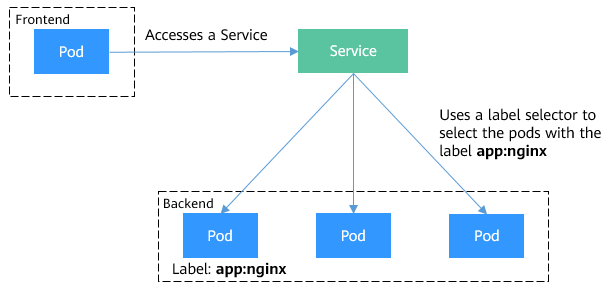 Frontend
Pod
Accesses a Service
Service
Uses a label selector to
select the pods with the
label app:nginx
Backend
Pod
Pod
Pod
Label: app:nginx